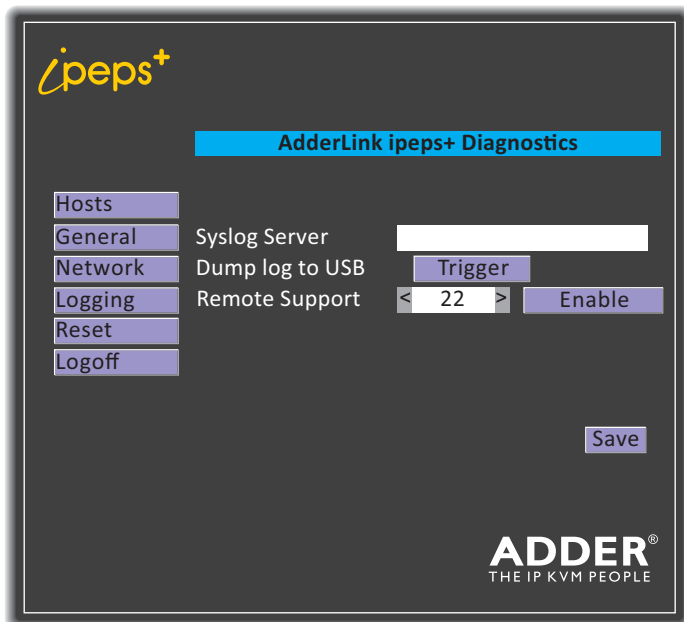 ipeps+
AdderLink ipeps+ Diagnostics
Hosts
General
Syslog Server
Network
Dump log to USB
Trigger
Logging
Remote Support
< 22 >
Enable
Reset
Logoff
Save
ADDER®
THE IP KVM PEOPLE